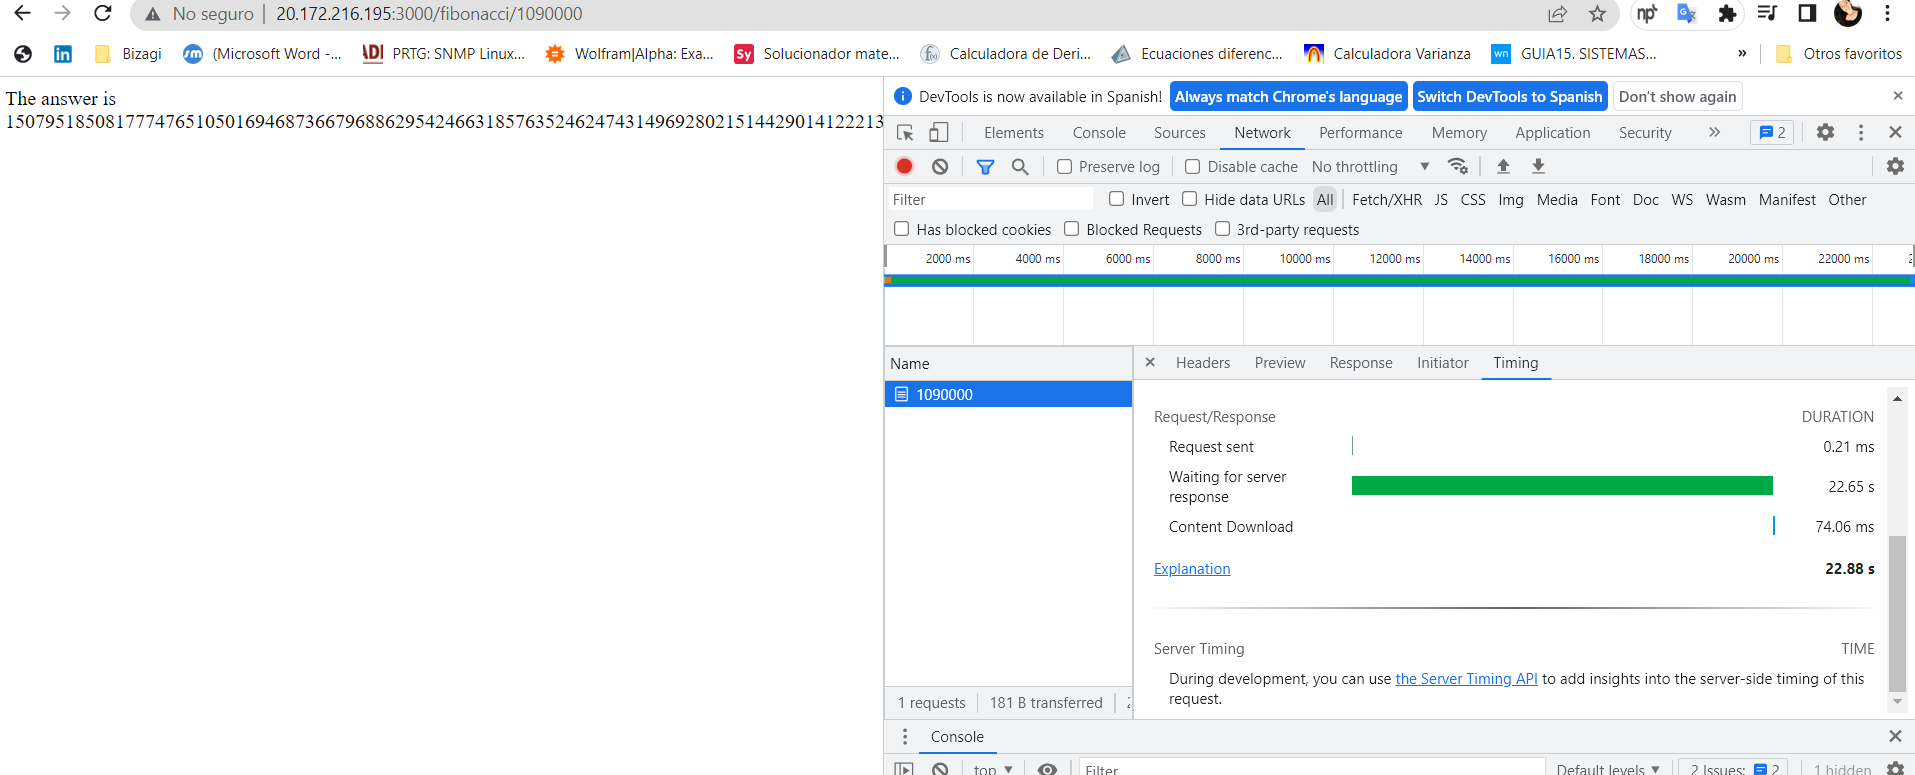 No seguro 20.172.216.195:3000/fibonacci/1090000
Bizagi (Microsoft Word -... PRTG: SNMP Linux... Wolfram|Alpha: Exa... Sy Solucionador mate... f(x) Calculadora de Deri... Ecuaciones diferenc... Calculadora Varianza wn GUIA15. SISTEMAS... » Otros favoritos
The answer is
DevTools is now available in Spanish! Always match Chrome's language Switch DevTools to Spanish Don't show again
Elements Console Sources Network Performance Memory Application Security » 2
Preserve log Disable cache No throttling
Filter Invert Hide data URLs All Fetch/XHR JS CSS Img Media Font Doc WS Wasm Manifest Other
Has blocked cookies Blocked Requests 3rd-party requests
2000 ms 4000 ms 6000 ms 8000 ms 10000 ms 12000 ms 14000 ms 16000 ms 18000 ms 20000 ms 22000 ms
Name
1090000
1 requests 181 B transferred
Headers Preview Response Initiator Timing
Request/Response DURATION
Request sent 0.21 ms
Waiting for server
response 22.65 s
Content Download 74.06 ms
Explanation 22.88 s
Server Timing TIME
During development, you can use the Server Timing API to add insights into the server-side timing of this
request.
Console
top Filter Default levels 2 Issues: 2 1 hidden